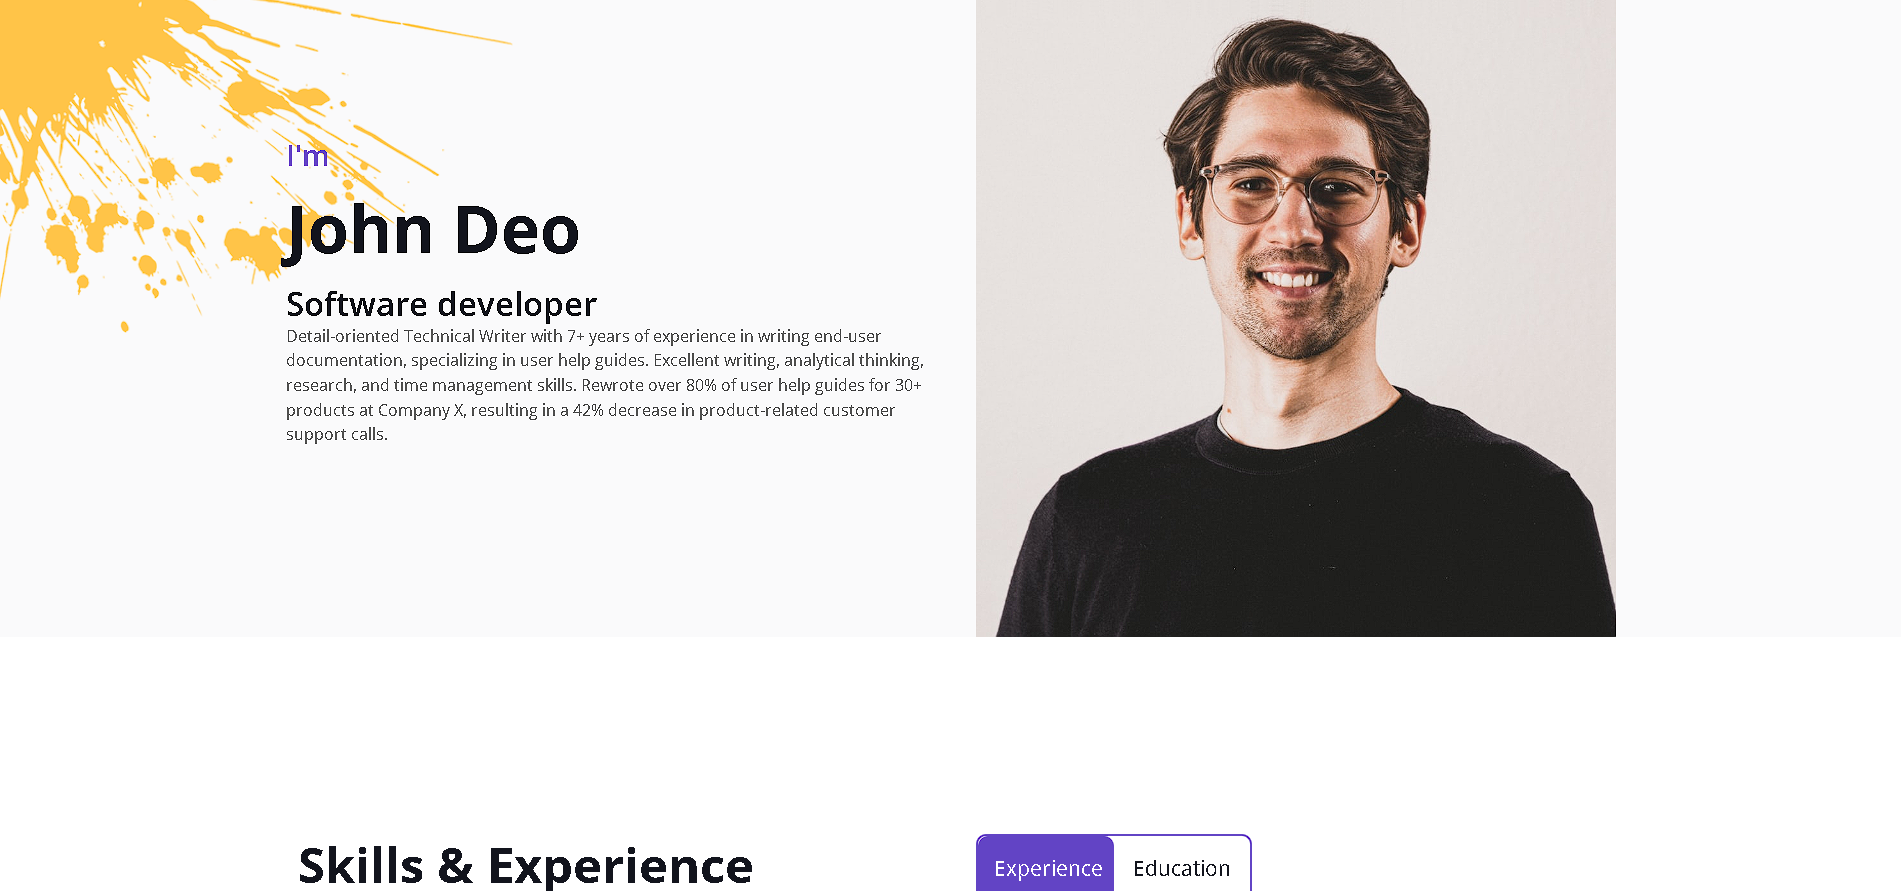 I'm
John Deo
Software developer
Detail-oriented Technical Writer with 7+ years of experience in writing end-user
documentation, specializing in user help guides. Excellent writing, analytical thinking,
research, and time management skills. Rewrote over 80% of user help guides for 30+
products at Company X, resulting in a 42% decrease in product-related customer
support calls.
Skills & Experience
Experience
Education